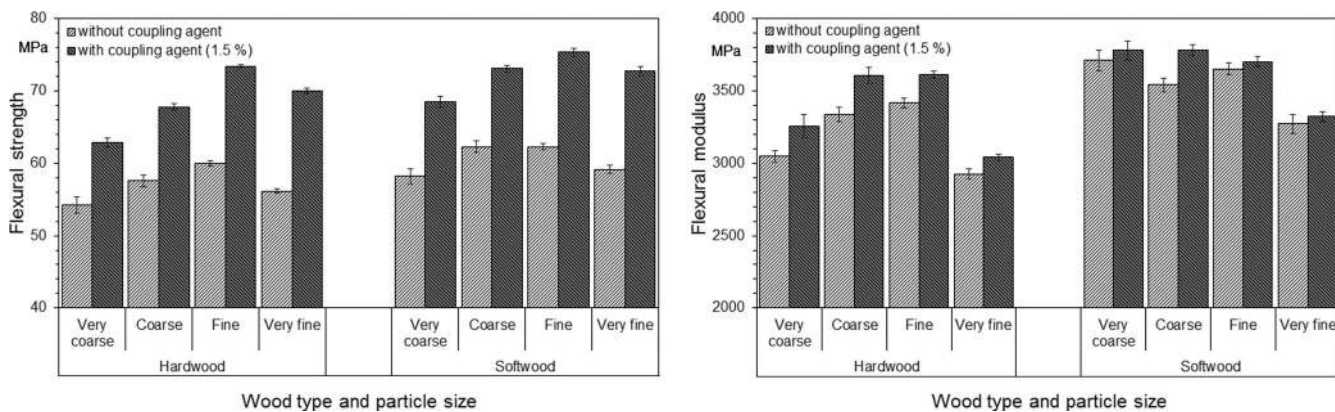 80
MPa
70
60
50
40
Flexural strength
without coupling agent
with coupling agent (1.5 %)
Very coarse
Coarse
Fine
Very fine
Very coarse
Coarse
Fine
Very fine
Hardwood
Softwood
Wood type and particle size
4000
MPa
3500
3000
2500
2000
Flexural modulus
without coupling agent
with coupling agent (1.5 %)
Very coarse
Coarse
Fine
Very fine
Very coarse
Coarse
Fine
Very fine
Hardwood
Softwood
Wood type and particle size